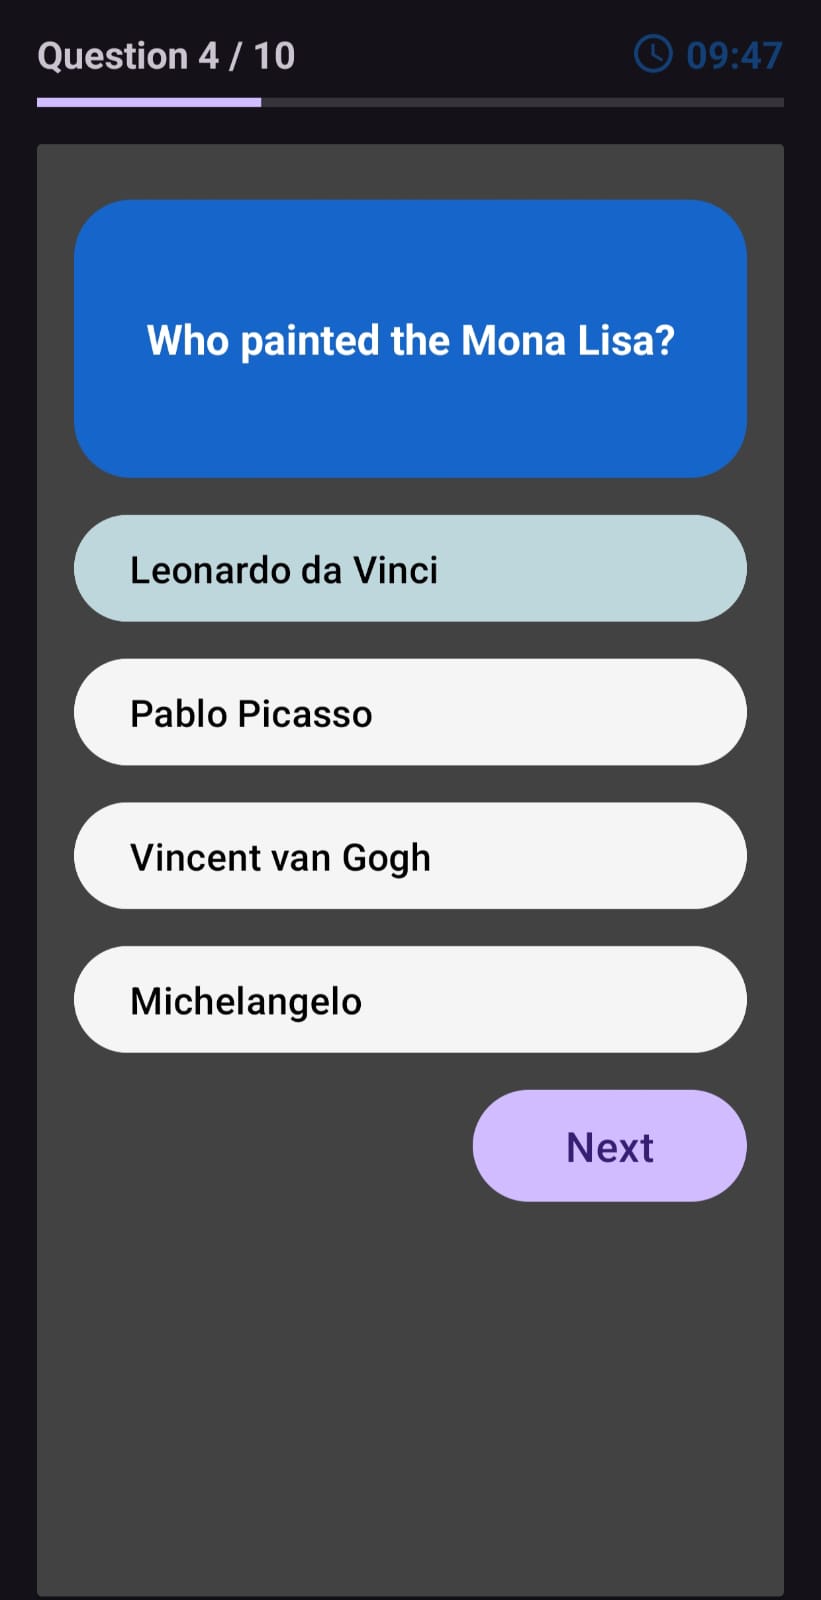 Question 4 / 10
09:47
Who painted the Mona Lisa?
Leonardo da Vinci
Pablo Picasso
Vincent van Gogh
Michelangelo
Next